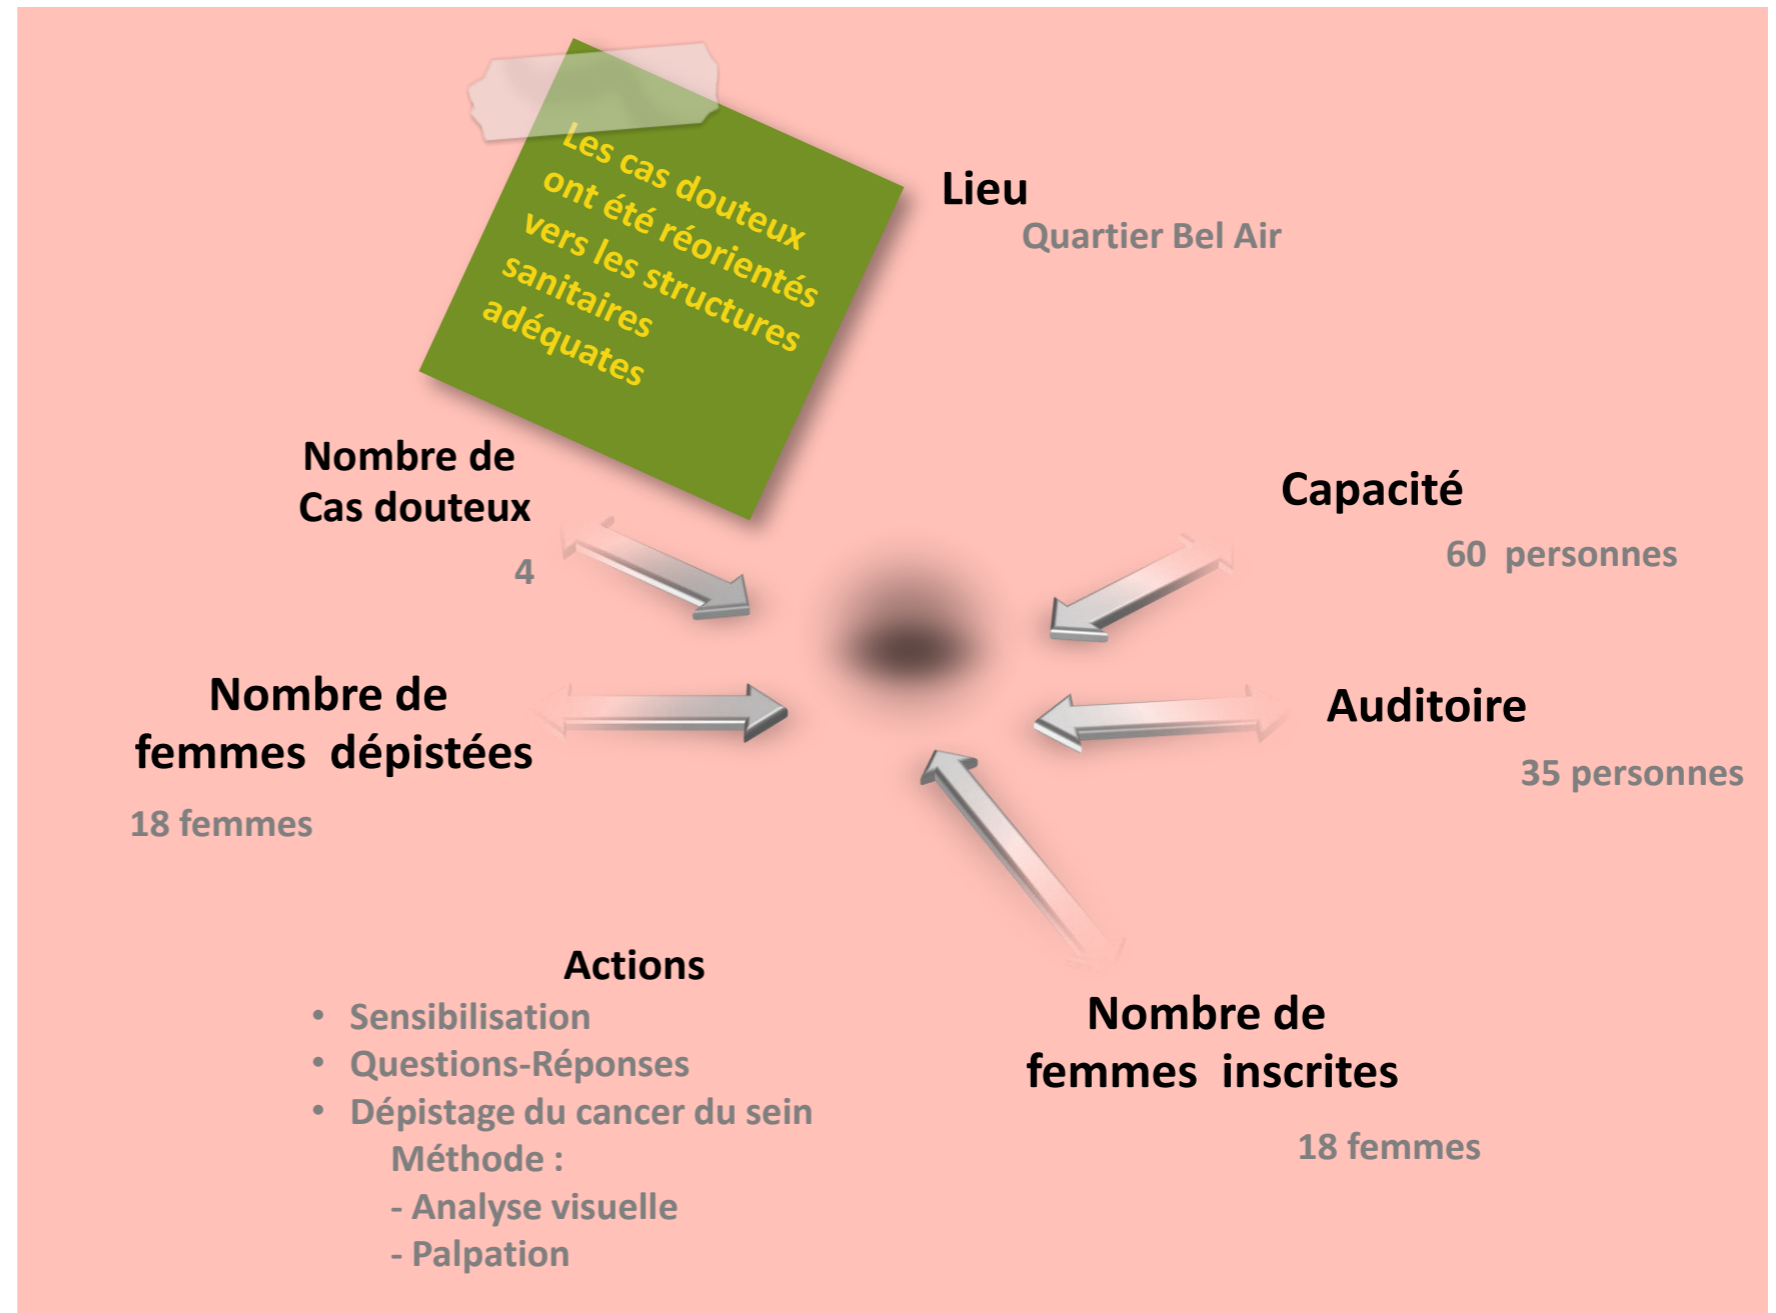 Les cas douteux
ont été réorientés
vers les structures
sanitaires
adéquates
Lieu
Quartier Bel Air
Nombre de
Cas douteux
4
Capacité
60 personnes
Nombre de
femmes dépistées
18 femmes
Auditoire
35 personnes
Actions
• Sensibilisation
• Questions-Réponses
• Dépistage du cancer du sein
Méthode :
- Analyse visuelle
- Palpation
Nombre de
femmes inscrites
18 femmes